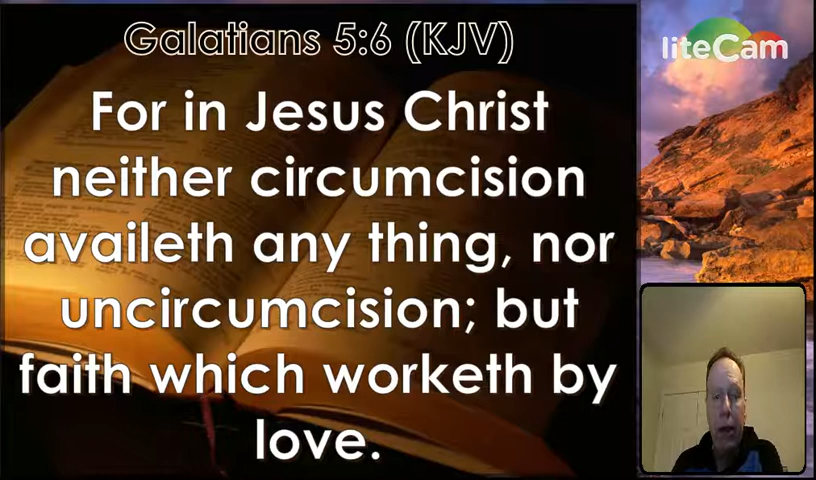 Galatians 5:6 (KJV)
For in Jesus Christ
neither circumcision
availeth any thing, nor
uncircumcision; but
faith which worketh by
love.
liteCam